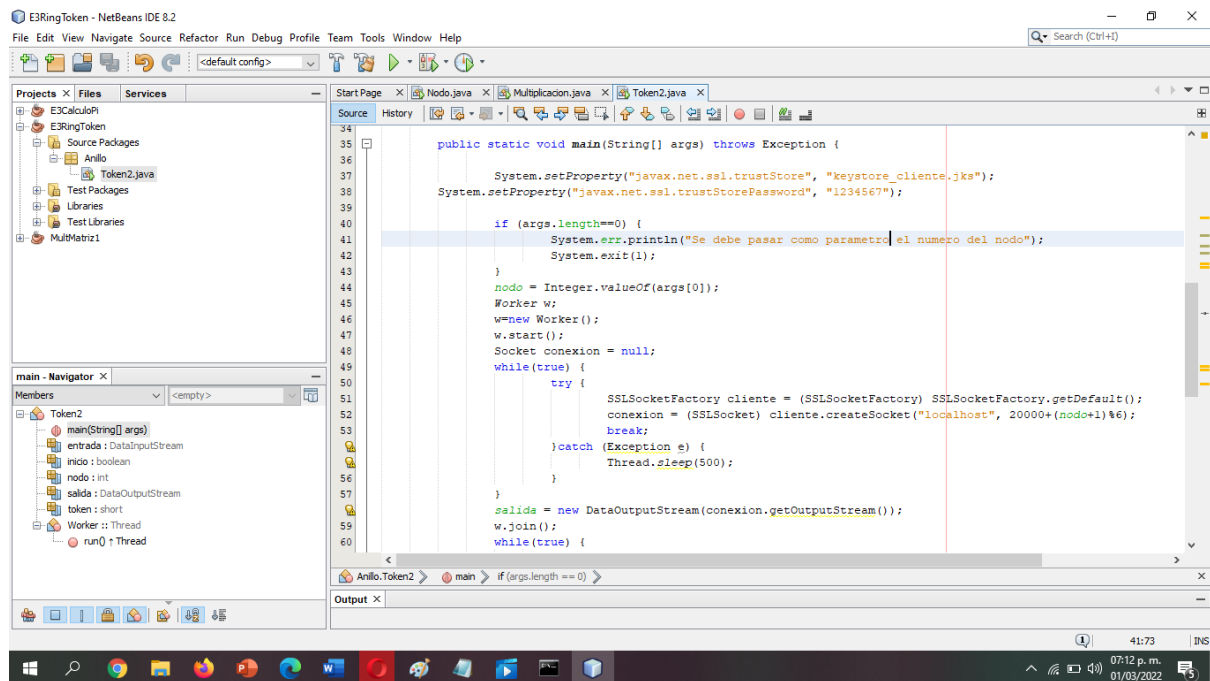 E3RingToken - NetBeans IDE 8.2
File Edit View Navigate Source Refactor Run Debug Profile Team Tools Window Help
Search (Ctrl+I)
<default config>
Projects Files Services
E3CalculoPi
E3RingToken
Source Packages
Anillo
Token2.java
Test Packages
Libraries
Test Libraries
MultMatriz1
main - Navigator
Members <empty>
Token2
main(String[] args)
entrada : DataInputStream
inicio : boolean
nodo : int
salida : DataOutputStream
token : short
Worker :: Thread
run() ↑ Thread
Start Page Nodo.java Multiplicacion.java Token2.java
Source History
34
35 public static void main(String[] args) throws Exception {
36
37 System.setProperty("javax.net.ssl.trustStore", "keystore_cliente.jks");
38 System.setProperty("javax.net.ssl.trustStorePassword", "1234567");
39
40 if (args.length==0) {
41 System.err.println("Se debe pasar como parametro el numero del nodo");
42 System.exit(1);
43 }
44 nodo = Integer.valueOf(args[0]);
45 Worker w;
46 w=new Worker();
47 w.start();
48 Socket conexion = null;
49 while(true) {
50 try {
51 SSLSocketFactory cliente = (SSLSocketFactory) SSLSocketFactory.getDefault();
52 conexion = (SSLSocket) cliente.createSocket("localhost", 20000+(nodo+1)%6);
53 break;
}catch (Exception e) {
Thread.sleep(500);
56 }
57 }
salida = new DataOutputStream(conexion.getOutputStream());
59 w.join();
60 while(true) {
Anillo.Token2 main if (args.length == 0)
Output
1 41:73 INS
07:12 p. m.
01/03/2022
5